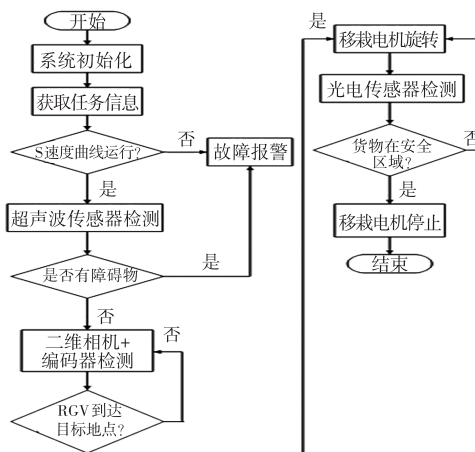 开始
系统初始化
获取任务信息
S速度曲线运行?
否
故障报警
是
超声波传感器检测
是否有障碍物
是
否
二维相机+
编码器检测
否
RGV到达
目标地点?
是
移栽电机旋转
光电传感器检测
货物在安全
区域?
否
是
移栽电机停止
结束